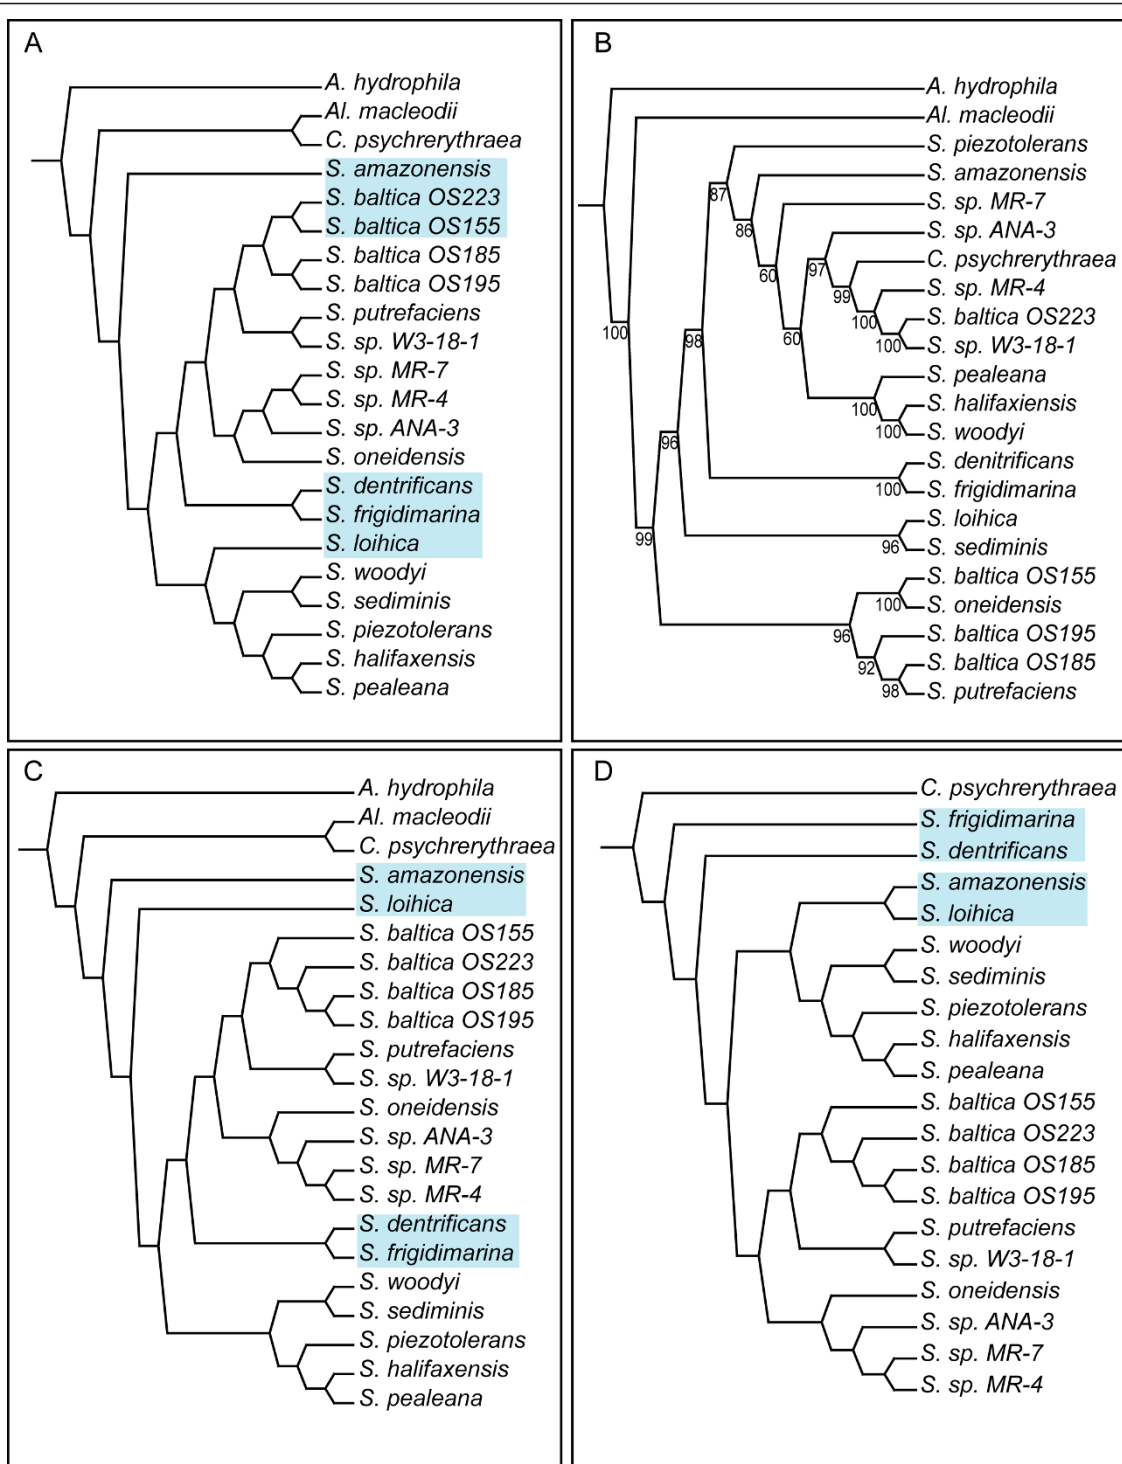 A
A. hydrophila
Al. macleodii
C. psychrerythraea
S. amazonensis
S. baltica OS223
S. baltica OS155
S. baltica OS185
S. baltica OS195
S. putrefaciens
S. sp. W3-18-1
S. sp. MR-7
S. sp. MR-4
S. sp. ANA-3
S. oneidensis
S. dentrificans
S. frigidimarina
S. loihica
S. woodyi
S. sediminis
S. piezotolerans
S. halifaxensis
S. pealeana
B
A. hydrophila
Al. macleodii
S. piezotolerans
S. amazonensis
87
S. sp. MR-7
86
S. sp. ANA-3
C. psychrerythraea
97
60
S. sp. MR-4
99
S. baltica OS223
100
100
98
60
S. sp. W3-18-1
100
S. pealeana
S. halifaxiensis
100
S. woodyi
100
96
S. denitrificans
S. frigidimarina
100
S. loihica
99
96
S. sediminis
S. baltica OS155
100
S. oneidensis
96
S. baltica OS195
92
S. baltica OS185
98
S. putrefaciens
C
A. hydrophila
Al. macleodii
C. psychrerythraea
S. amazonensis
S. loihica
S. baltica OS155
S. baltica OS223
S. baltica OS185
S. baltica OS195
S. putrefaciens
S. sp. W3-18-1
S. oneidensis
S. sp. ANA-3
S. sp. MR-7
S. sp. MR-4
S. dentrificans
S. frigidimarina
S. woodyi
S. sediminis
S. piezotolerans
S. halifaxensis
S. pealeana
D
C. psychrerythraea
S. frigidimarina
S. dentrificans
S. amazonensis
S. loihica
S. woodyi
S. sediminis
S. piezotolerans
S. halifaxensis
S. pealeana
S. baltica OS155
S. baltica OS223
S. baltica OS185
S. baltica OS195
S. putrefaciens
S. sp. W3-18-1
S. oneidensis
S. sp. ANA-3
S. sp. MR-7
S. sp. MR-4